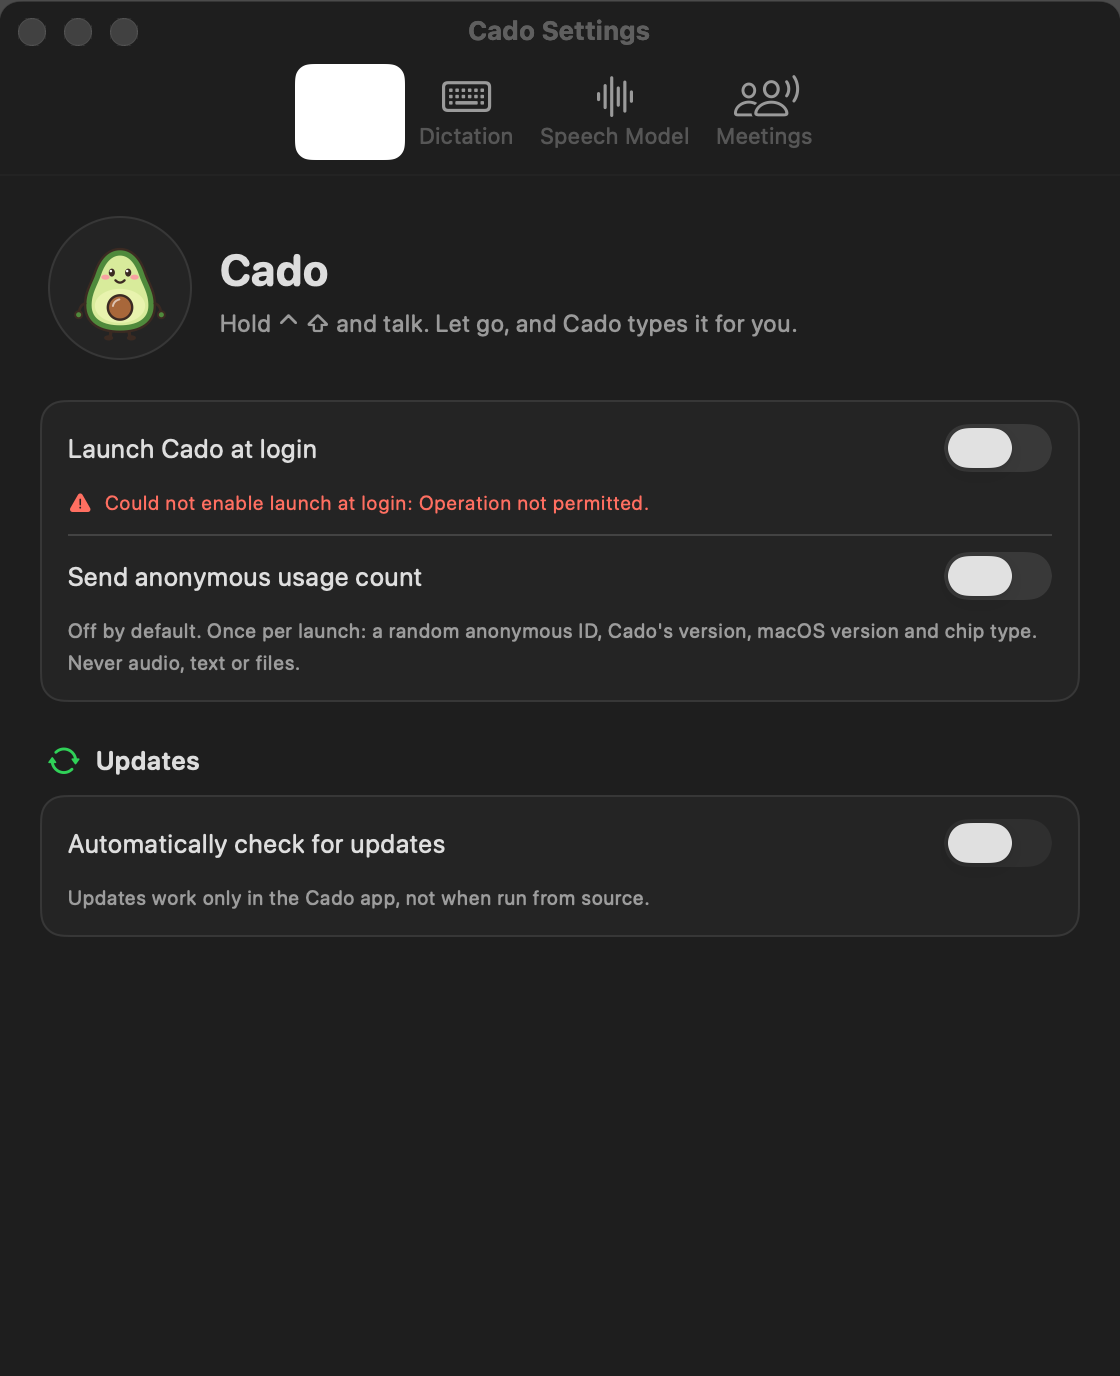 Cado Settings
Dictation
Speech Model
Meetings
Cado
Hold ⌃ ⇧ and talk. Let go, and Cado types it for you.
Launch Cado at login
Could not enable launch at login: Operation not permitted.
Send anonymous usage count
Off by default. Once per launch: a random anonymous ID, Cado's version, macOS version and chip type.
Never audio, text or files.
Updates
Automatically check for updates
Updates work only in the Cado app, not when run from source.